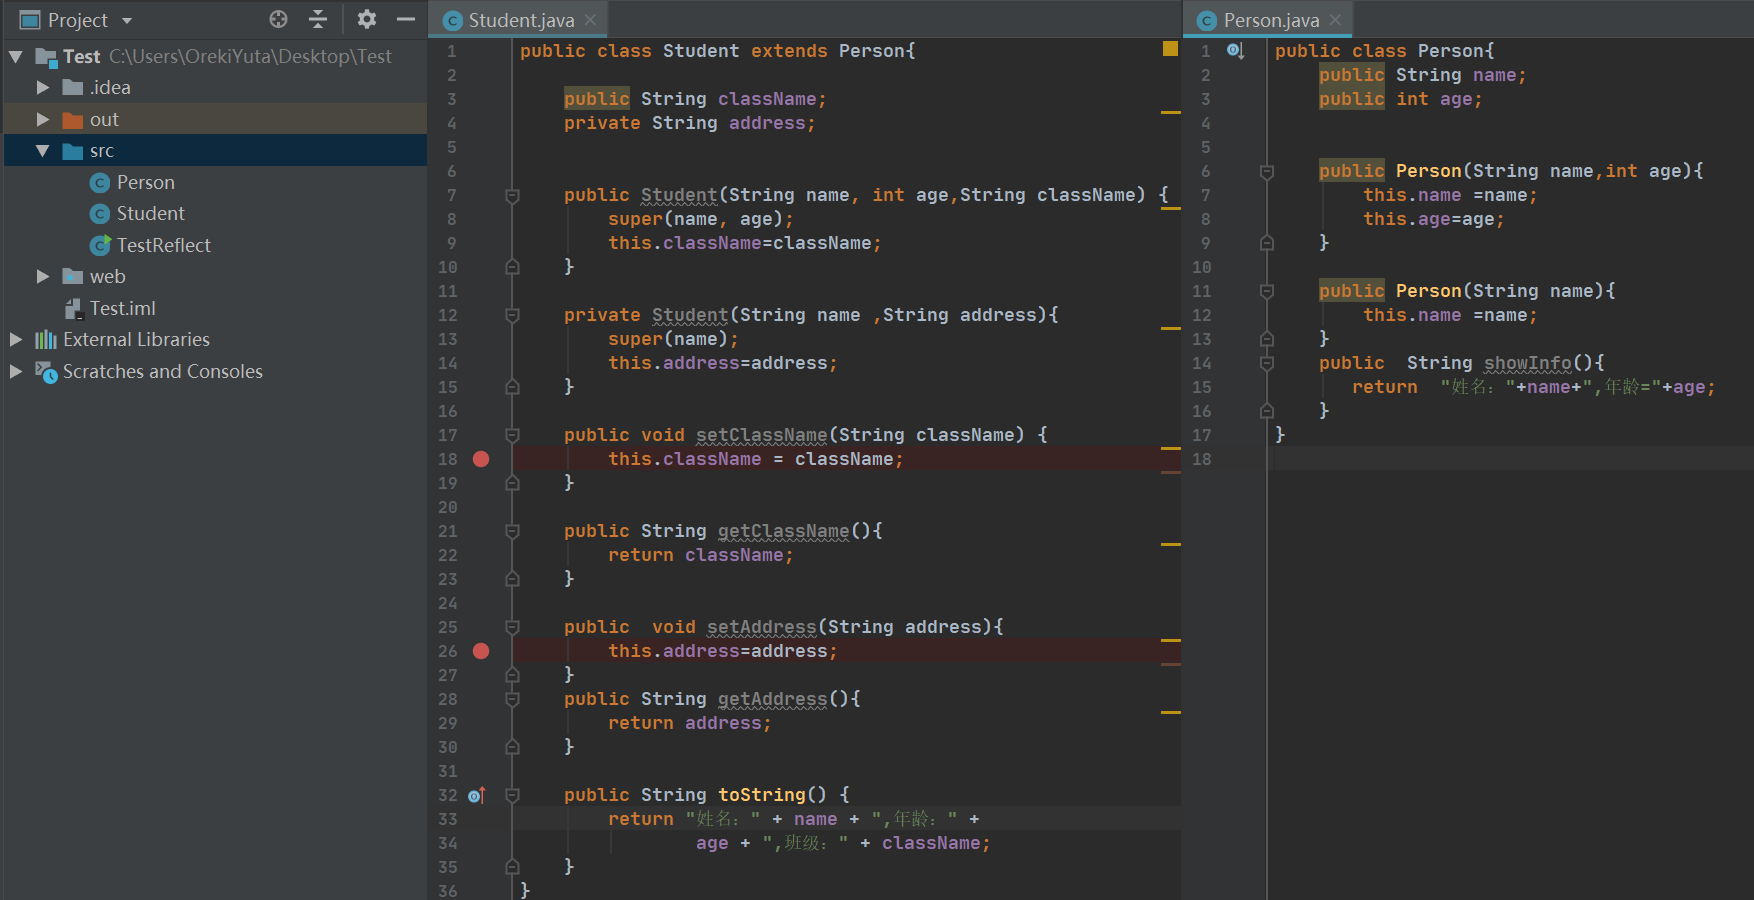 Project
Test C:\Users\OrekiYuta\Desktop\Test
.idea
out
src
Person
Student
TestReflect
web
Test.iml
External Libraries
Scratches and Consoles
Student.java
1 public class Student extends Person{
2
3 public String className;
4 private String address;
5
6
7 public Student(String name, int age,String className) {
8 super(name, age);
9 this.className=className;
10 }
11
12 private Student(String name ,String address){
13 super(name);
14 this.address=address;
15 }
16
17 public void setClassName(String className) {
18 this.className = className;
19 }
20
21 public String getClassName(){
22 return className;
23 }
24
25 public  void setAddress(String address){
26 this.address=address;
27 }
28 public String getAddress(){
29 return address;
30 }
31
32 public String toString() {
33 return "姓名：" + name + ",年龄：" +
34 age + ",班级：" + className;
35 }
36 }
Person.java
1 public class Person{
2 public String name;
3 public int age;
4
5
6 public Person(String name,int age){
7 this.name =name;
8 this.age=age;
9 }
10
11 public Person(String name){
12 this.name =name;
13 }
14 public  String showInfo(){
15 return  "姓名："+name+",年龄="+age;
16 }
17 }
18